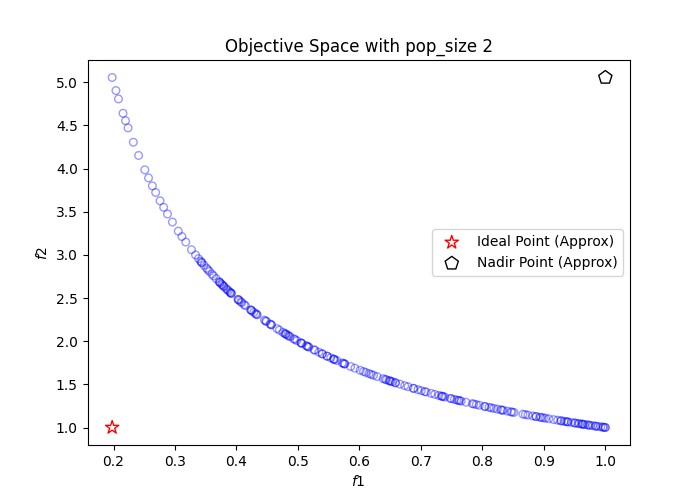 Objective Space with pop_size 2
5.0
4.5
4.0
3.5
3.0
2.5
2.0
1.5
1.0
f2
Ideal Point (Approx)
Nadir Point (Approx)
0.2 0.3 0.4 0.5 0.6 0.7 0.8 0.9 1.0
f1